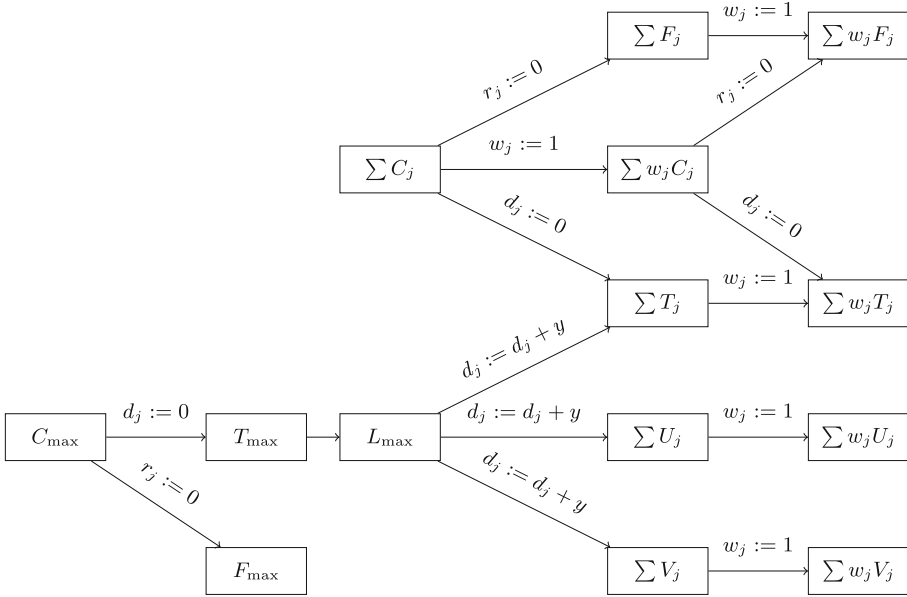 w_j := 1
∑ F_j
∑ w_jF_j
r_j := 0
r_j := 0
w_j := 1
∑ C_j
∑ w_jC_j
d_j := 0
d_j := 0
w_j := 1
∑ T_j
∑ w_jT_j
d_j := d_j + y
d_j := 0
d_j := d_j + y
w_j := 1
C_max
T_max
L_max
∑ U_j
∑ w_jU_j
r_j := 0
d_j := d_j + y
w_j := 1
F_max
∑ V_j
∑ w_jV_j